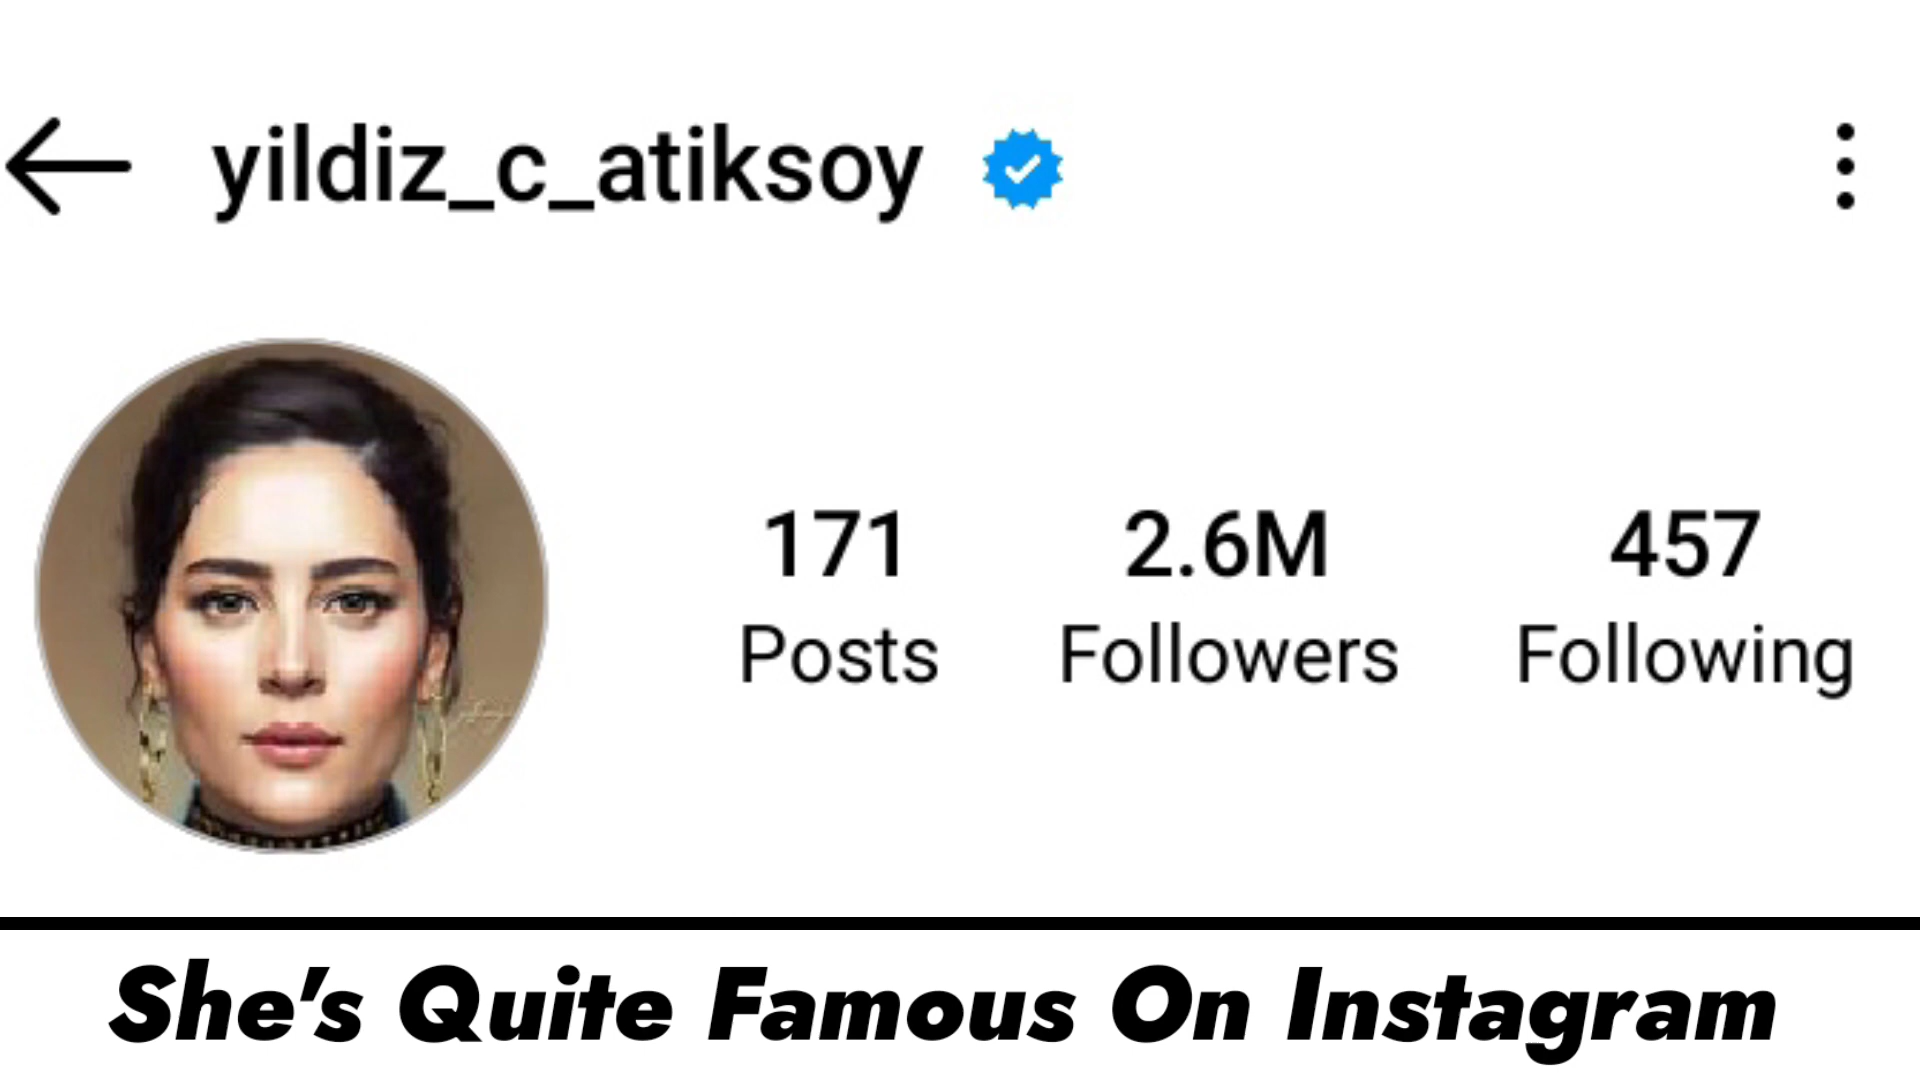 yildiz_c_atiksoy
171 2.6M 457
Posts Followers Following
She's Quite Famous On Instagram